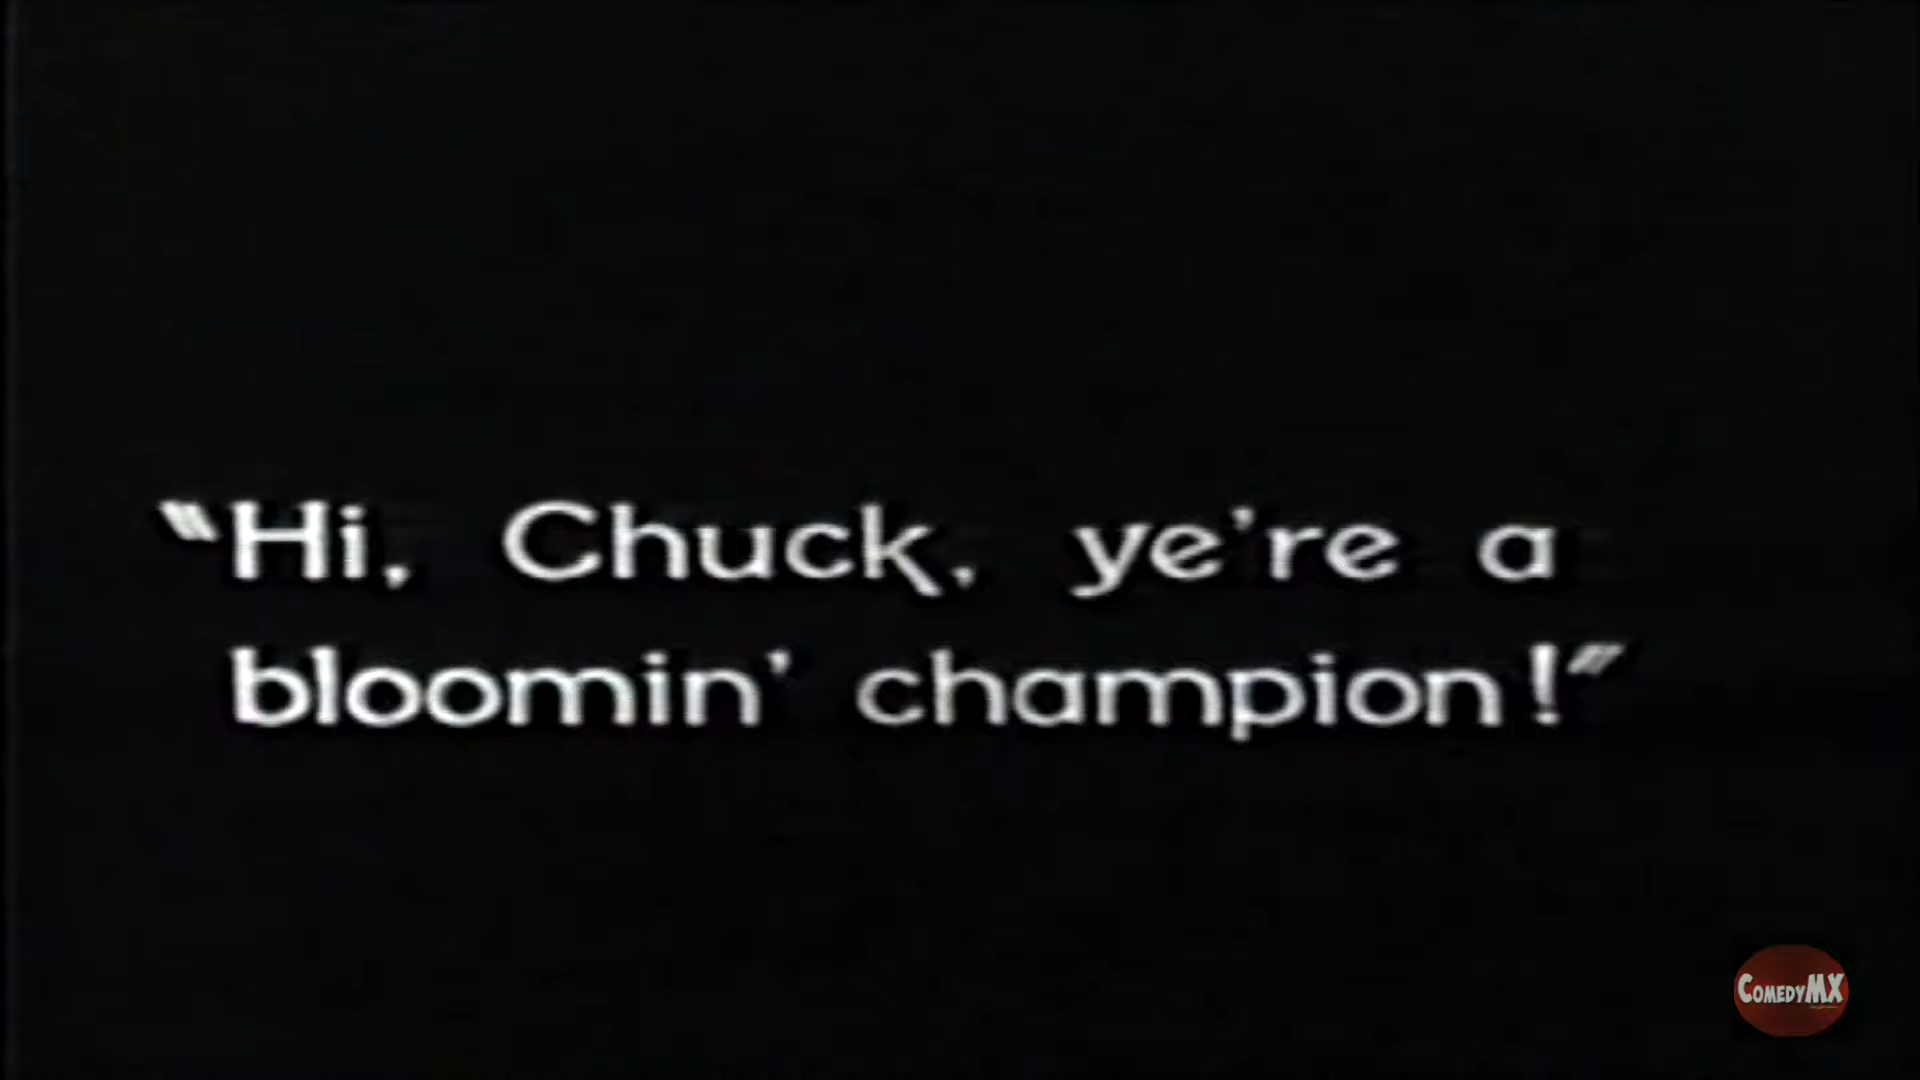 "Hi, Chuck, ye're a
bloomin' champion!"
ComedyMX